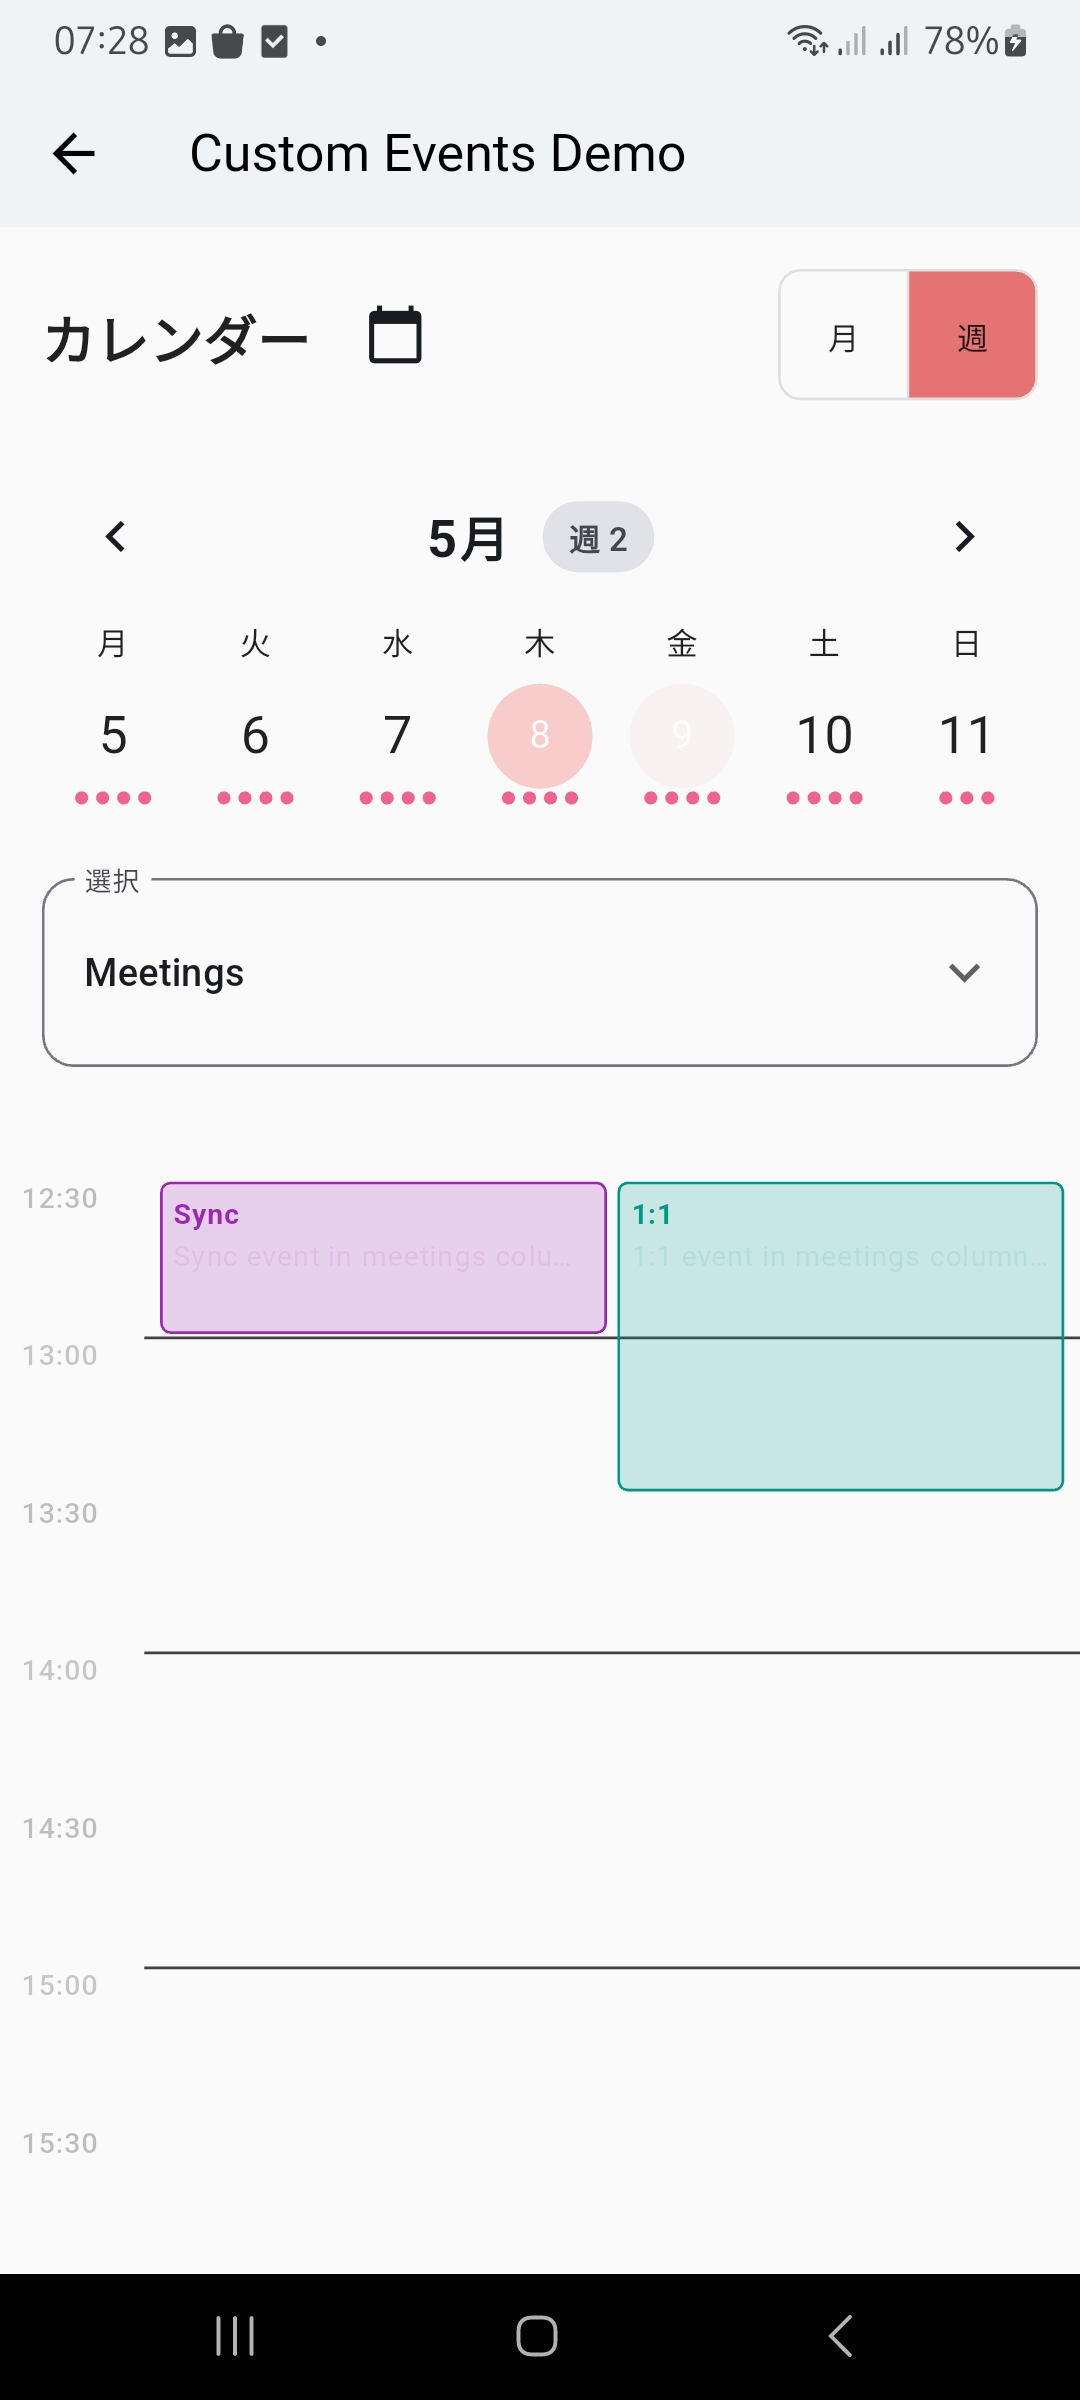 07:28 78%
Custom Events Demo
カレンダー 月 週
5月 週 2
月 火 水 木 金 土 日
5 6 7 8 9 10 11
選択
Meetings
12:30
Sync 1:1
Sync event in meetings colu... 1:1 event in meetings column...
13:00
13:30
14:00
14:30
15:00
15:30